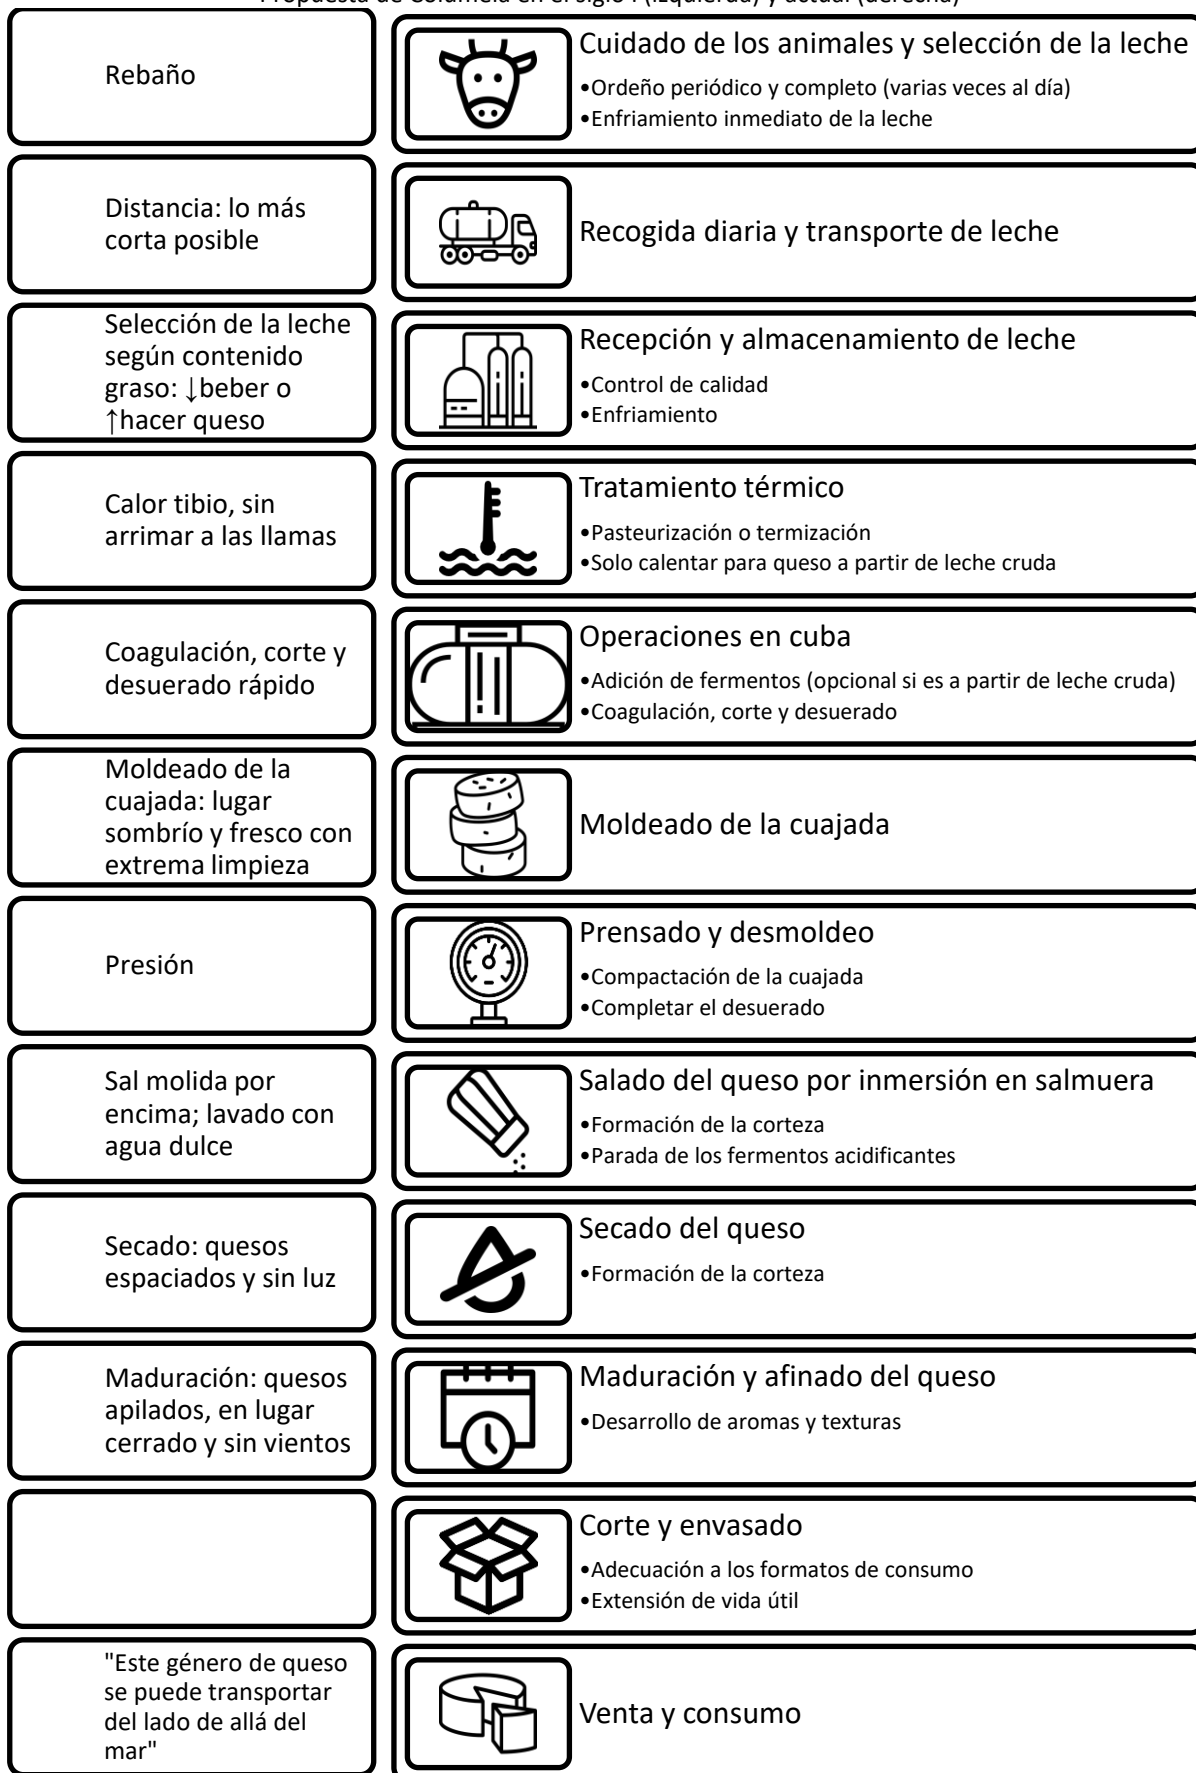 Propuesta de Columela en el siglo I (izquierda) y actual (derecha)
Rebaño
Cuidado de los animales y selección de la leche
•Ordeño periódico y completo (varias veces al día)
•Enfriamiento inmediato de la leche
Distancia: lo más
corta posible
Recogida diaria y transporte de leche
Selección de la leche
según contenido
graso: ↓beber o
↑hacer queso
Recepción y almacenamiento de leche
•Control de calidad
•Enfriamiento
Calor tibio, sin
arrimar a las llamas
Tratamiento térmico
•Pasteurización o termización
•Solo calentar para queso a partir de leche cruda
Coagulación, corte y
desuerado rápido
Operaciones en cuba
•Adición de fermentos (opcional si es a partir de leche cruda)
•Coagulación, corte y desuerado
Moldeado de la
cuajada: lugar
sombrío y fresco con
extrema limpieza
Moldeado de la cuajada
Presión
Prensado y desmoldeo
•Compactación de la cuajada
•Completar el desuerado
Sal molida por
encima; lavado con
agua dulce
Salado del queso por inmersión en salmuera
•Formación de la corteza
•Parada de los fermentos acidificantes
Secado: quesos
espaciados y sin luz
Secado del queso
•Formación de la corteza
Maduración: quesos
apilados, en lugar
cerrado y sin vientos
Maduración y afinado del queso
•Desarrollo de aromas y texturas
Corte y envasado
•Adecuación a los formatos de consumo
•Extensión de vida útil
"Este género de queso
se puede transportar
del lado de allá del
mar"
Venta y consumo